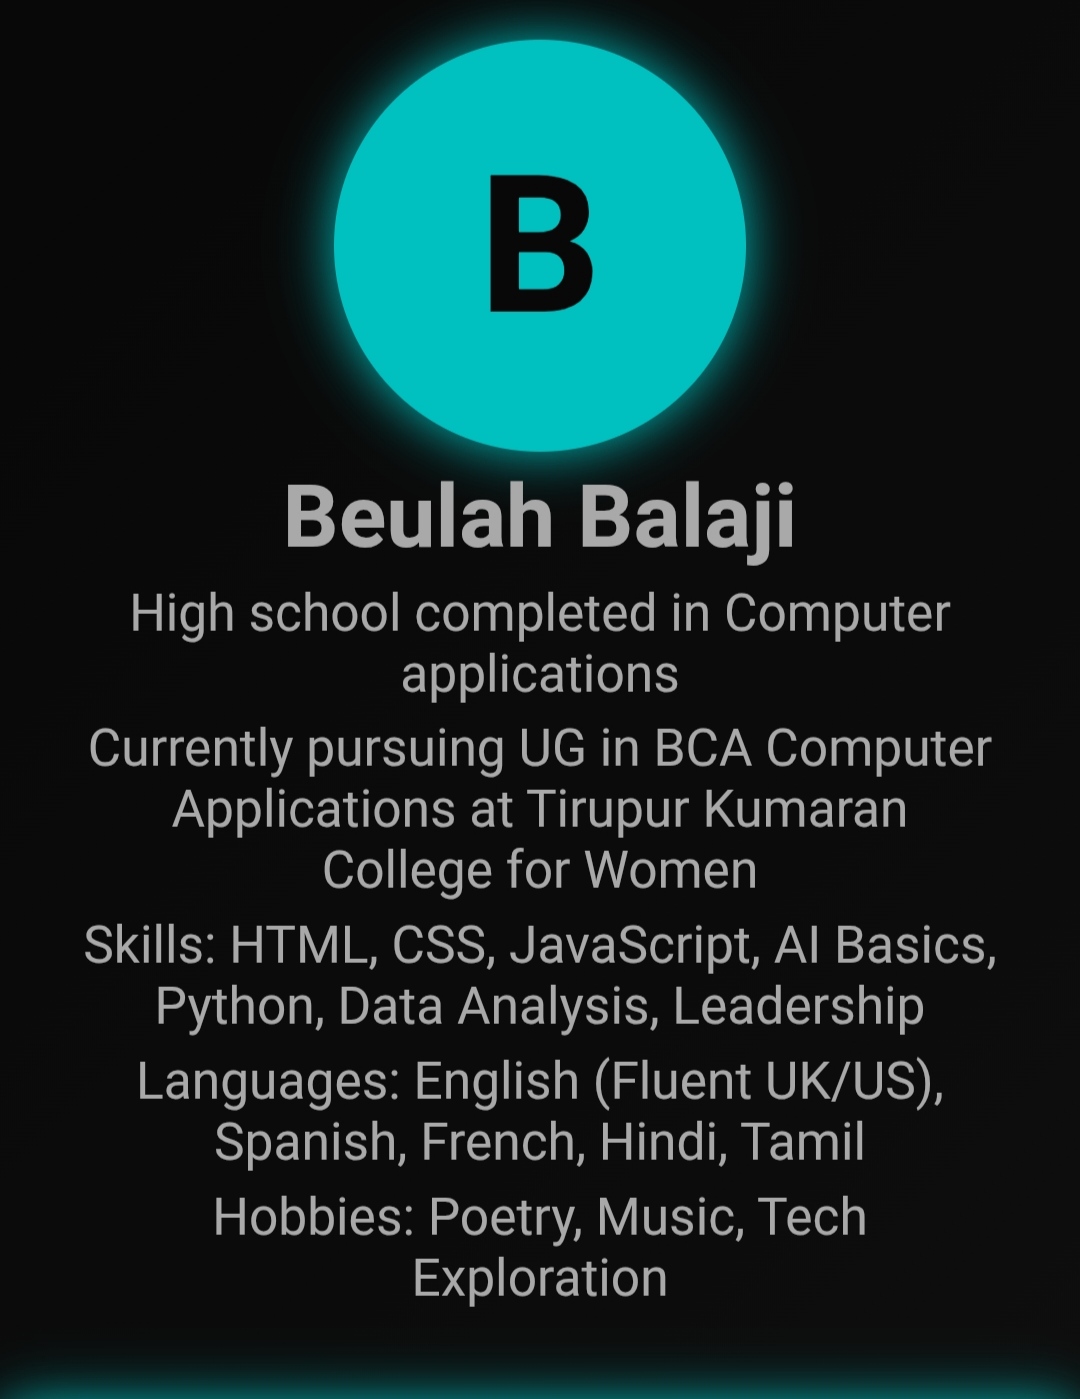 B
Beulah Balaji
High school completed in Computer
applications
Currently pursuing UG in BCA Computer
Applications at Tirupur Kumaran
College for Women
Skills: HTML, CSS, JavaScript, AI Basics,
Python, Data Analysis, Leadership
Languages: English (Fluent UK/US),
Spanish, French, Hindi, Tamil
Hobbies: Poetry, Music, Tech
Exploration